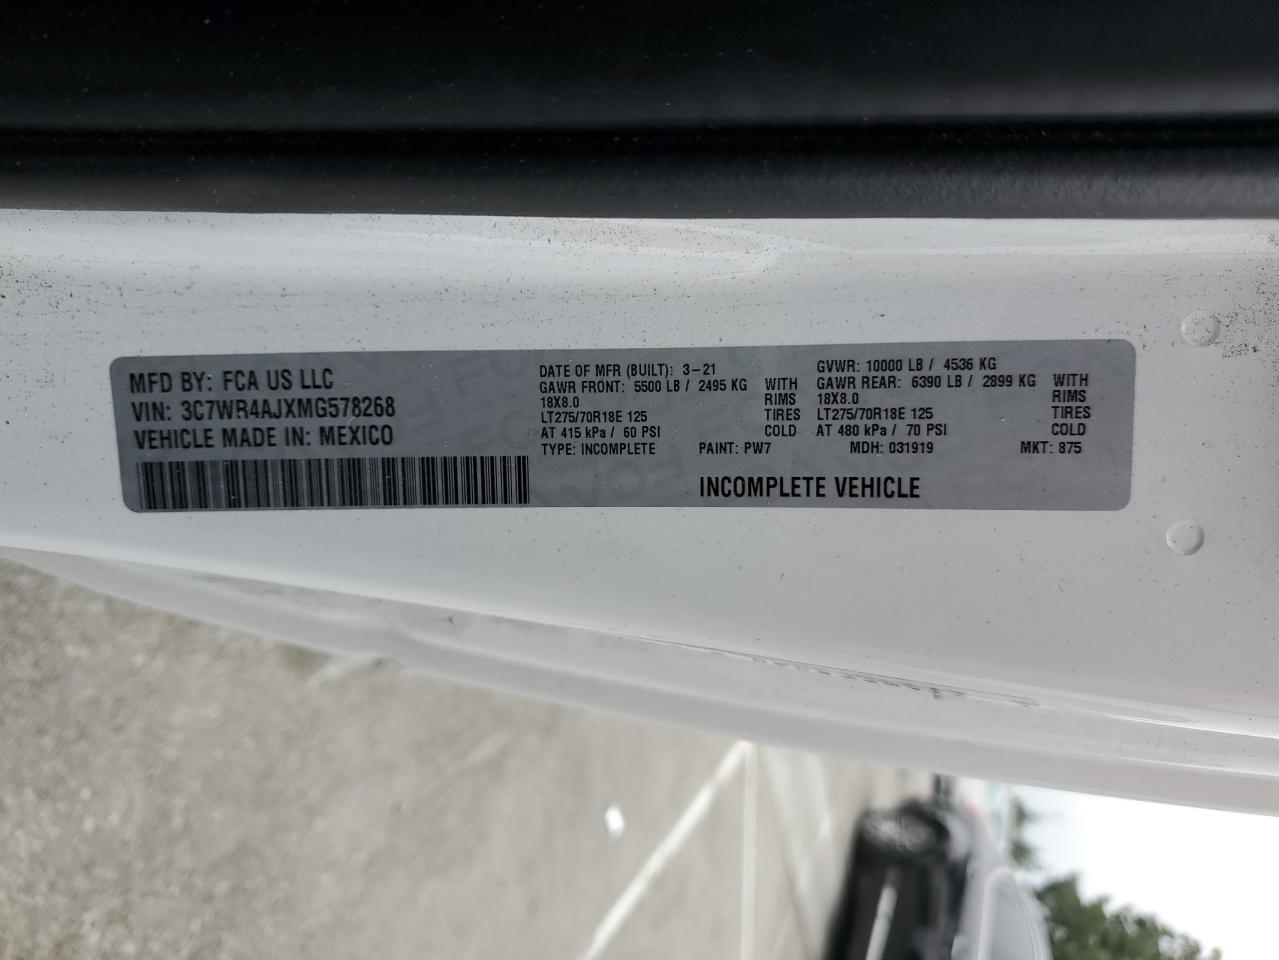 MFD BY: FCA US LLC
VIN: 3C7WR4AJXMG578268
VEHICLE MADE IN: MEXICO
DATE OF MFR (BUILT): 3-21
GAWR FRONT: 5500 LB / 2495 KG WITH
18X8.0 RIMS
LT275/70R18E 125 TIRES
AT 415 kPa / 60 PSI COLD
GVWR: 10000 LB / 4536 KG
GAWR REAR: 6390 LB / 2899 KG WITH
18X8.0 RIMS
LT275/70R18E 125 TIRES
AT 480 kPa / 70 PSI COLD
TYPE: INCOMPLETE PAINT: PW7 MDH: 031919 MKT: 875
INCOMPLETE VEHICLE